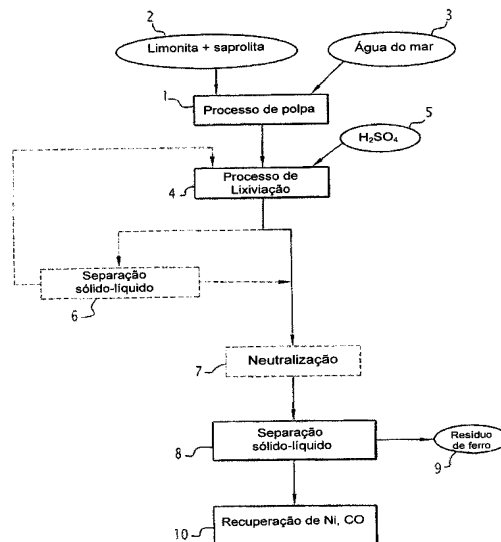 2
3
Limonita + saprolita
Água do mar
1
Processo de polpa
5
H₂SO₄
4
Processo de
Lixiviação
Separação
sólido-líquido
6
7
Neutralização
8
Separação
sólido-líquido
Resíduo
de ferro
9
10
Recuperação de Ni, CO